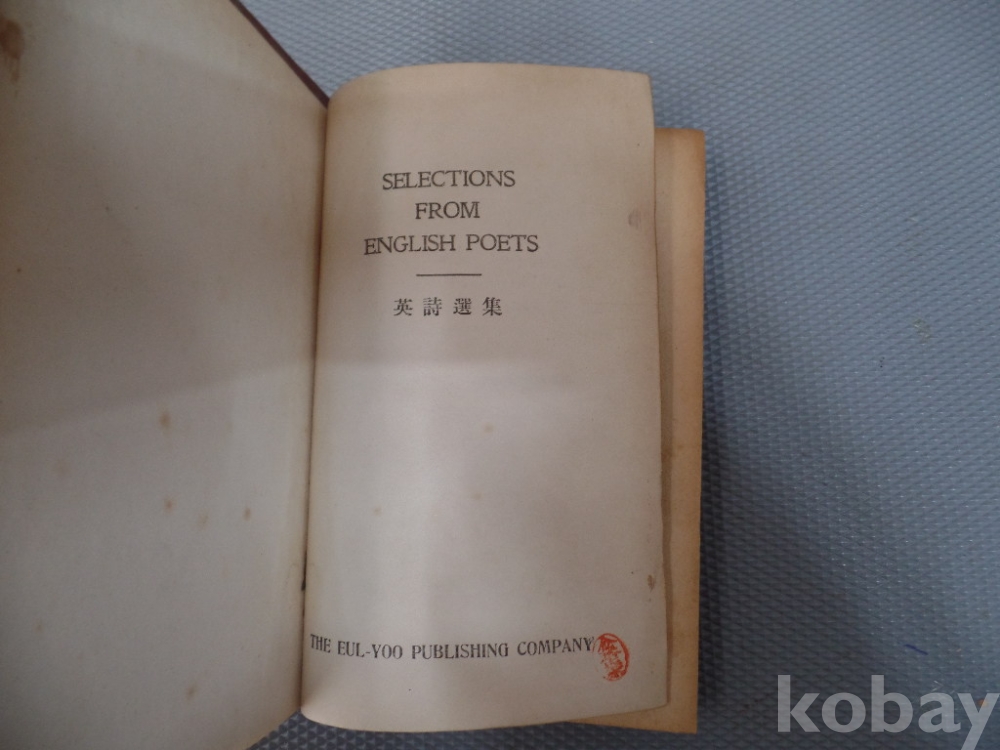 SELECTIONS
FROM
ENGLISH POETS
英詩選集
THE EUL-YOO PUBLISHING COMPANY
kobay